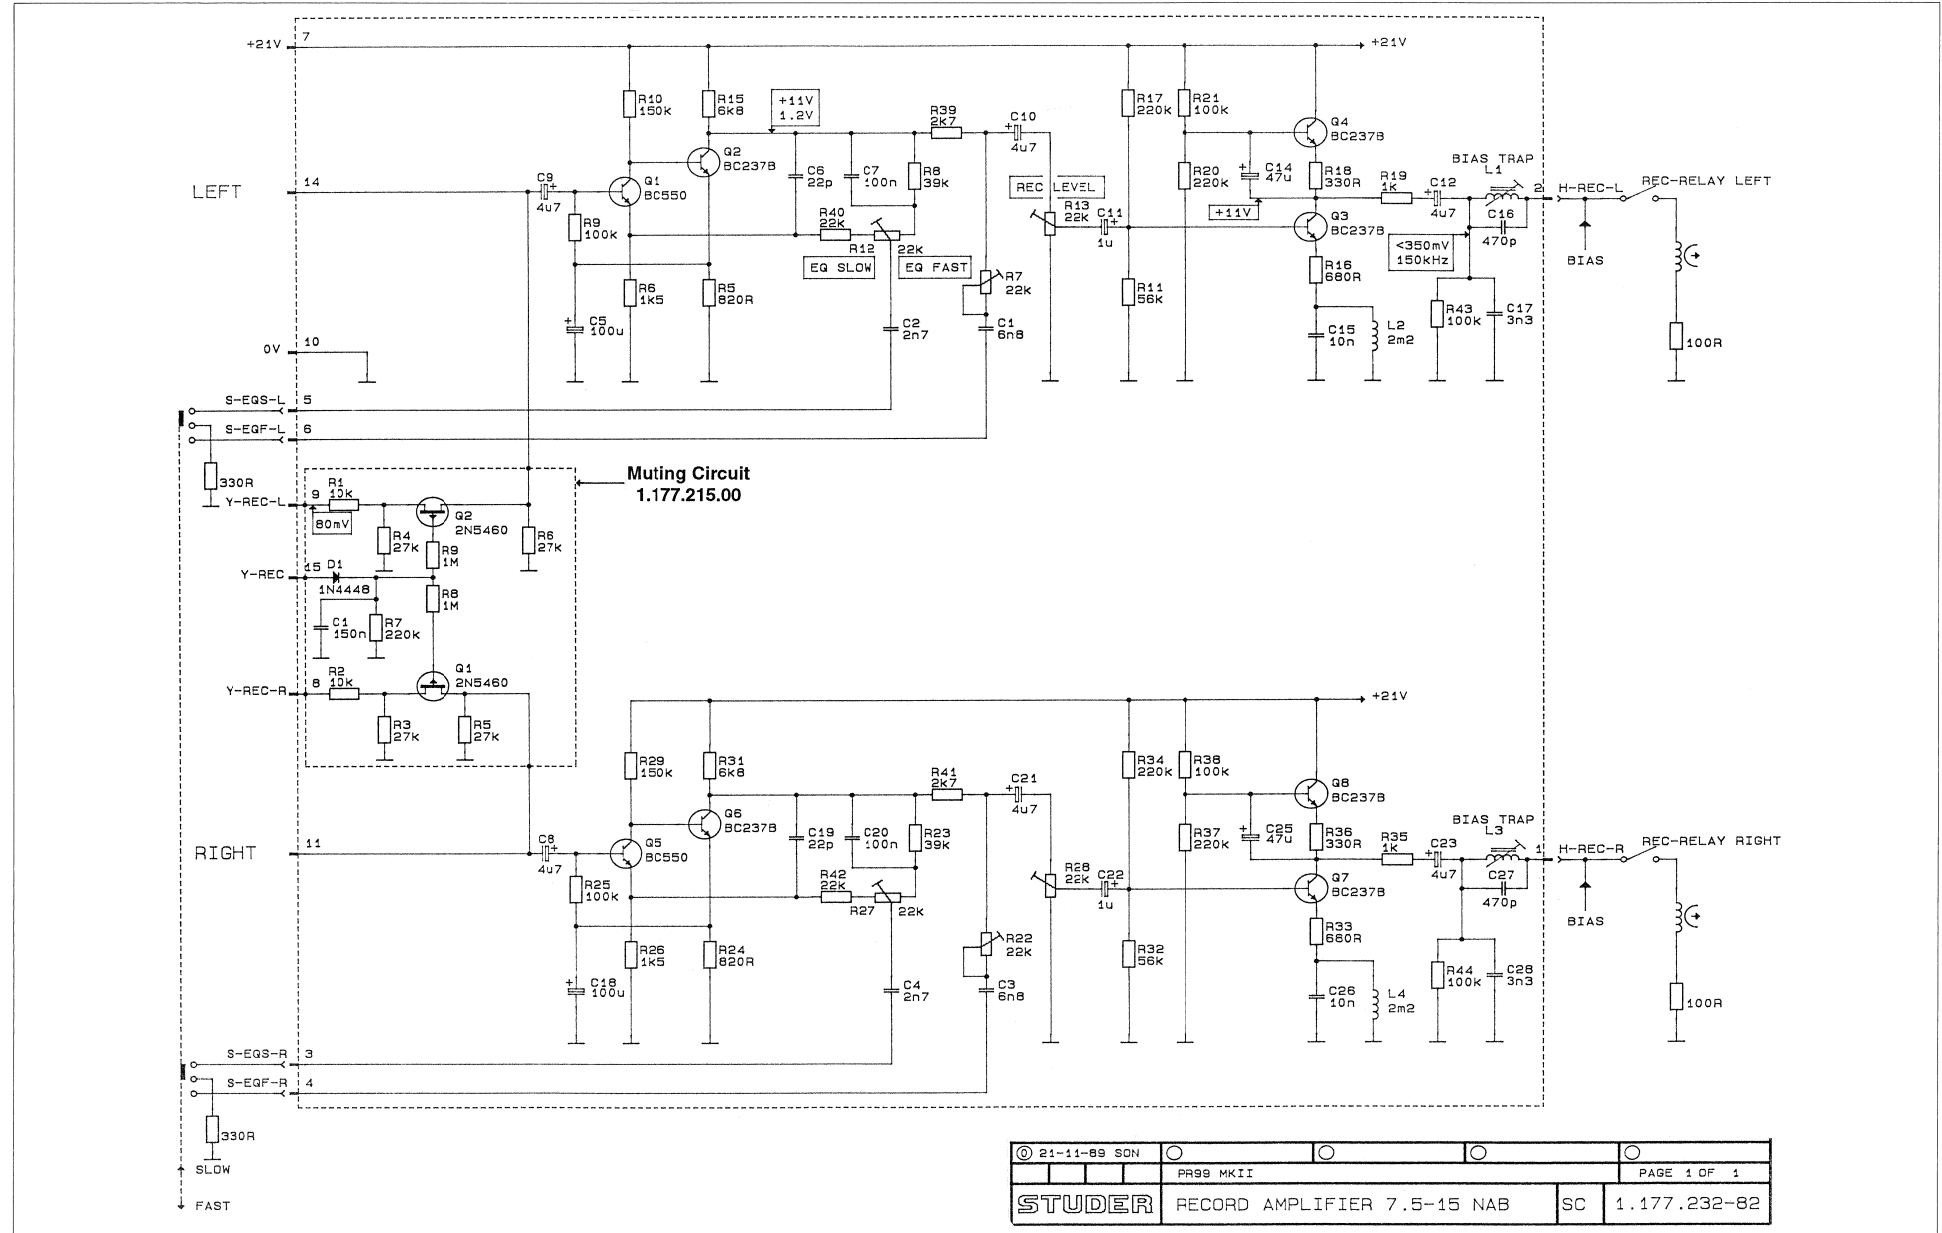 +21V 7 +21V
R10 150k
R15 6k8
+11V 1.2V
R39 2k7
C10 4u7
R17 220k
R21 100k
Q4 BC237B
LEFT 14
C9 4u7
Q1 BC550
Q2 BC237B
C6 22p
C7 100n
R8 39k
REC LEVEL
R13 22k
C11 1u
R20 220k
C14 47u
+11V
R18 330R
Q3 BC237B
R19 1k
C12 4u7
BIAS TRAP L1
2 H-REC-L
REC-RELAY LEFT
C16 470p
<350mV 150kHz
BIAS
R9 100k
R40 22k
R12 22k
EQ SLOW
EQ FAST
R7 22k
R6 1k5
R5 820R
C5 100u
C2 2n7
C1 6n8
R11 56k
R16 680R
C15 10n
L2 2m2
R43 100k
C17 3n3
100R
0V 10
S-EQS-L 5
S-EQF-L 6
330R
Muting Circuit
1.177.215.00
Y-REC-L 9
R1 10k
80mV
Q2 2N5460
R4 27k
R9 1M
R6 27k
Y-REC 15
D1 1N4448
R8 1M
C1 150n
R7 220k
Y-REC-R 8
R2 10k
Q1 2N5460
R3 27k
R5 27k
+21V
R29 150k
R31 6k8
R41 2k7
C21 4u7
R34 220k
R38 100k
Q8 BC237B
RIGHT 11
C8 4u7
Q5 BC550
Q6 BC237B
C19 22p
C20 100n
R23 39k
R28 22k
C22 1u
R37 220k
C25 47u
R36 330R
Q7 BC237B
R35 1k
C23 4u7
BIAS TRAP L3
1 H-REC-R
REC-RELAY RIGHT
C27 470p
BIAS
R25 100k
R42 22k
R27 22k
R22 22k
R26 1k5
R24 820R
C18 100u
C4 2n7
C3 6n8
R32 56k
R33 680R
C26 10n
L4 2m2
R44 100k
C28 3n3
100R
S-EQS-R 3
S-EQF-R 4
330R
SLOW
FAST
0 21-11-89 SON
PR99 MKII PAGE 1 OF 1
STUDER RECORD AMPLIFIER 7.5-15 NAB SC 1.177.232-82